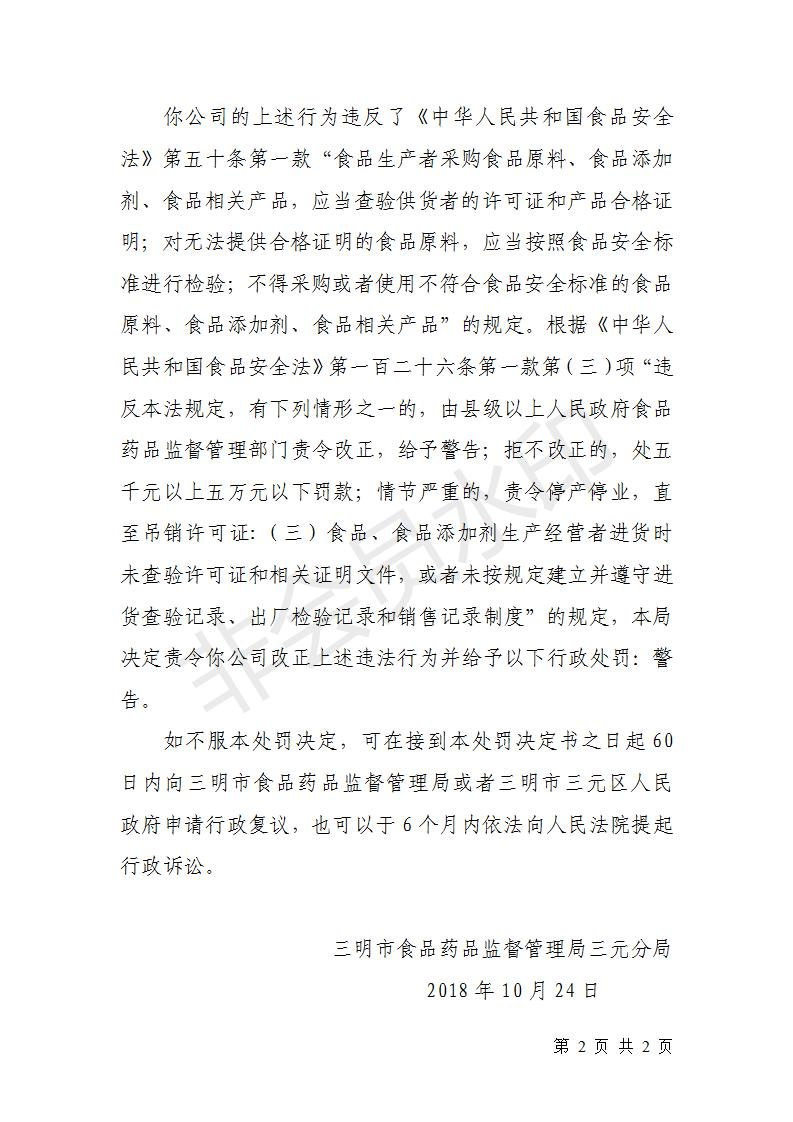 你公司的上述行为违反了《中华人民共和国食品安全
法》第五十条第一款“食品生产者采购食品原料、食品添加
剂、食品相关产品，应当查验供货者的许可证和产品合格证
明；对无法提供合格证明的食品原料，应当按照食品安全标
准进行检验；不得采购或者使用不符合食品安全标准的食品
原料、食品添加剂、食品相关产品”的规定。根据《中华人
民共和国食品安全法》第一百二十六条第一款第（三）项“违
反本法规定，有下列情形之一的，由县级以上人民政府食品
药品监督管理部门责令改正，给予警告；拒不改正的，处五
千元以上五万元以下罚款；情节严重的，责令停产停业，直
至吊销许可证：（三）食品、食品添加剂生产经营者进货时
未查验许可证和相关证明文件，或者未按规定建立并遵守进
货查验记录、出厂检验记录和销售记录制度”的规定，本局
决定责令你公司改正上述违法行为并给予以下行政处罚：警
告。
如不服本处罚决定，可在接到本处罚决定书之日起 60
日内向三明市食品药品监督管理局或者三明市三元区人民
政府申请行政复议，也可以于 6 个月内依法向人民法院提起
行政诉讼。
三明市食品药品监督管理局三元分局
2018 年 10 月 24 日
第 2 页 共 2 页
非会员水印